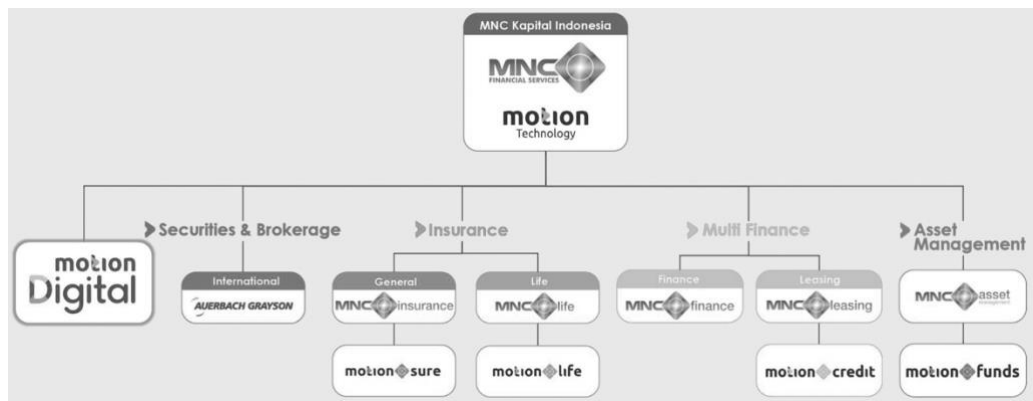 MNC Kapital Indonesia
MNC
FINANCIAL SERVICES
motion
Technology
motion
Digital
Securities & Brokerage
International
AUERBACH GRAYSON
Insurance
General
MNC insurance
motion sure
Life
MNC life
motion life
Multi Finance
Finance
MNC finance
Leasing
MNC leasing
motion credit
Asset
Management
MNC asset
management
motion funds